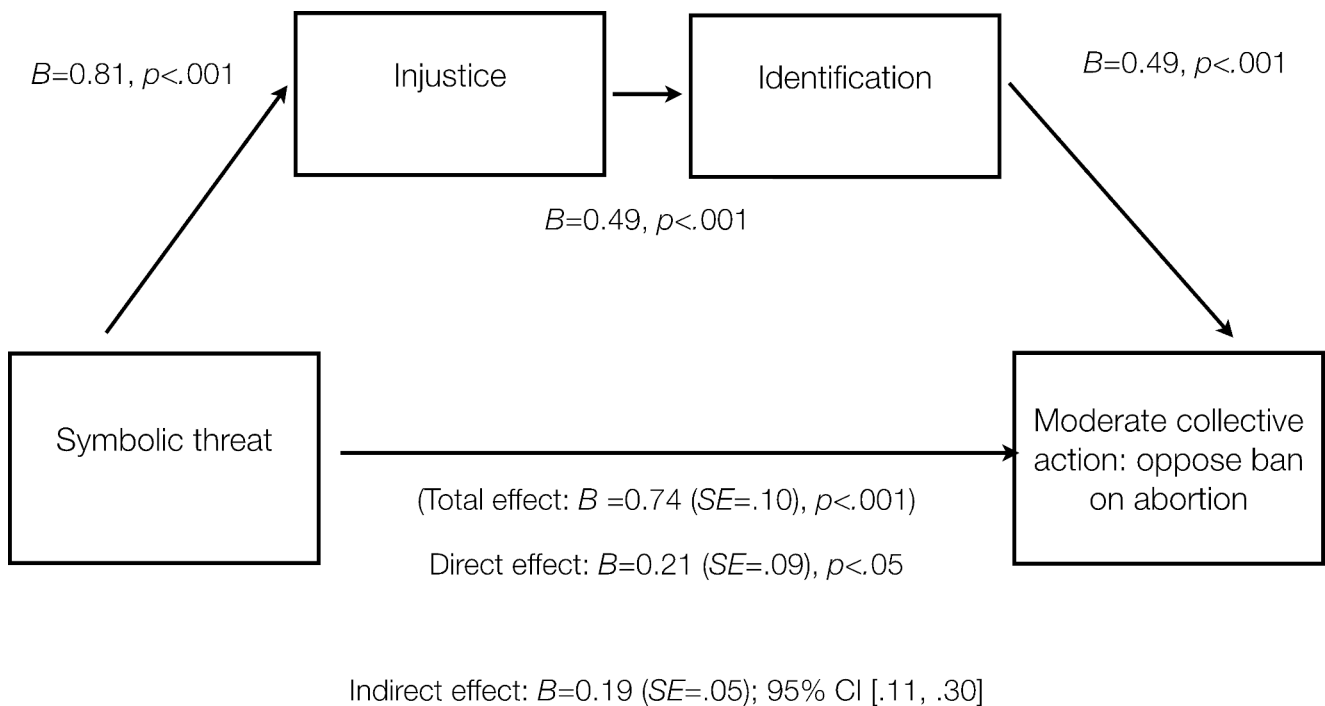 B=0.81, p<.001
Injustice
Identification
B=0.49, p<.001
B=0.49, p<.001
Symbolic threat
Moderate collective
action: oppose ban
on abortion
(Total effect: B =0.74 (SE=.10), p<.001)
Direct effect: B=0.21 (SE=.09), p<.05
Indirect effect: B=0.19 (SE=.05); 95% CI [.11, .30]